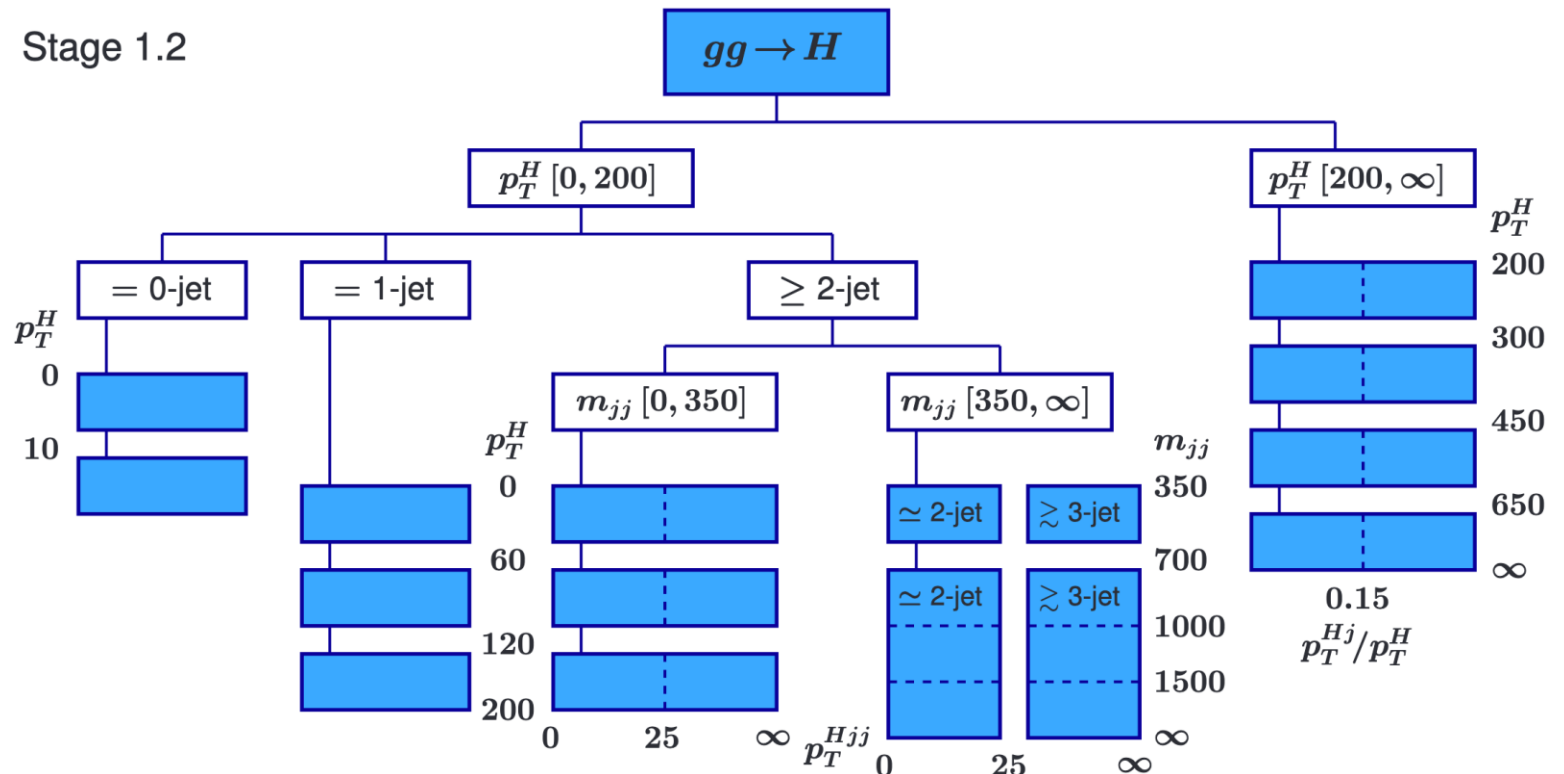 Stage 1.2
gg → H
p_T^H [0, 200]
p_T^H [200, ∞]
= 0-jet
= 1-jet
≥ 2-jet
p_T^H
0
10
m_jj [0, 350]
m_jj [350, ∞]
p_T^H
0
60
120
200
0
25
∞
m_jj
350
700
1000
1500
∞
≃ 2-jet
≳ 3-jet
≃ 2-jet
≳ 3-jet
p_T^Hjj
0
25
∞
p_T^H
200
300
450
650
∞
0.15
p_T^Hj/p_T^H